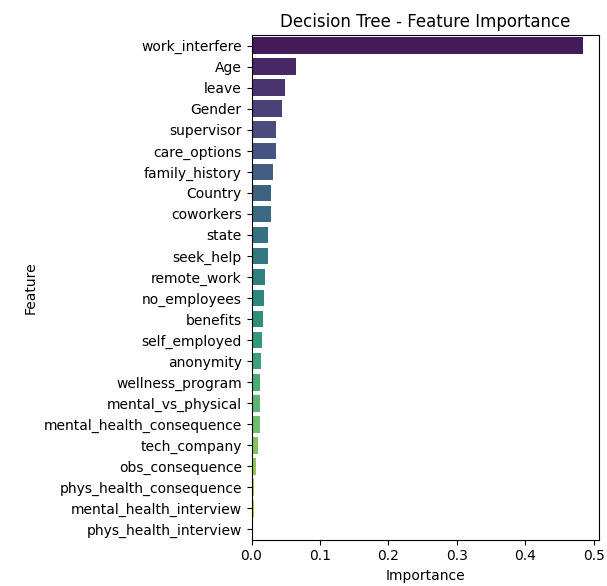 Decision Tree - Feature Importance
work_interfere
Age
leave
Gender
supervisor
care_options
family_history
Country
coworkers
state
seek_help
remote_work
no_employees
benefits
self_employed
anonymity
wellness_program
mental_vs_physical
mental_health_consequence
tech_company
obs_consequence
phys_health_consequence
mental_health_interview
phys_health_interview
Feature
0.0 0.1 0.2 0.3 0.4 0.5
Importance